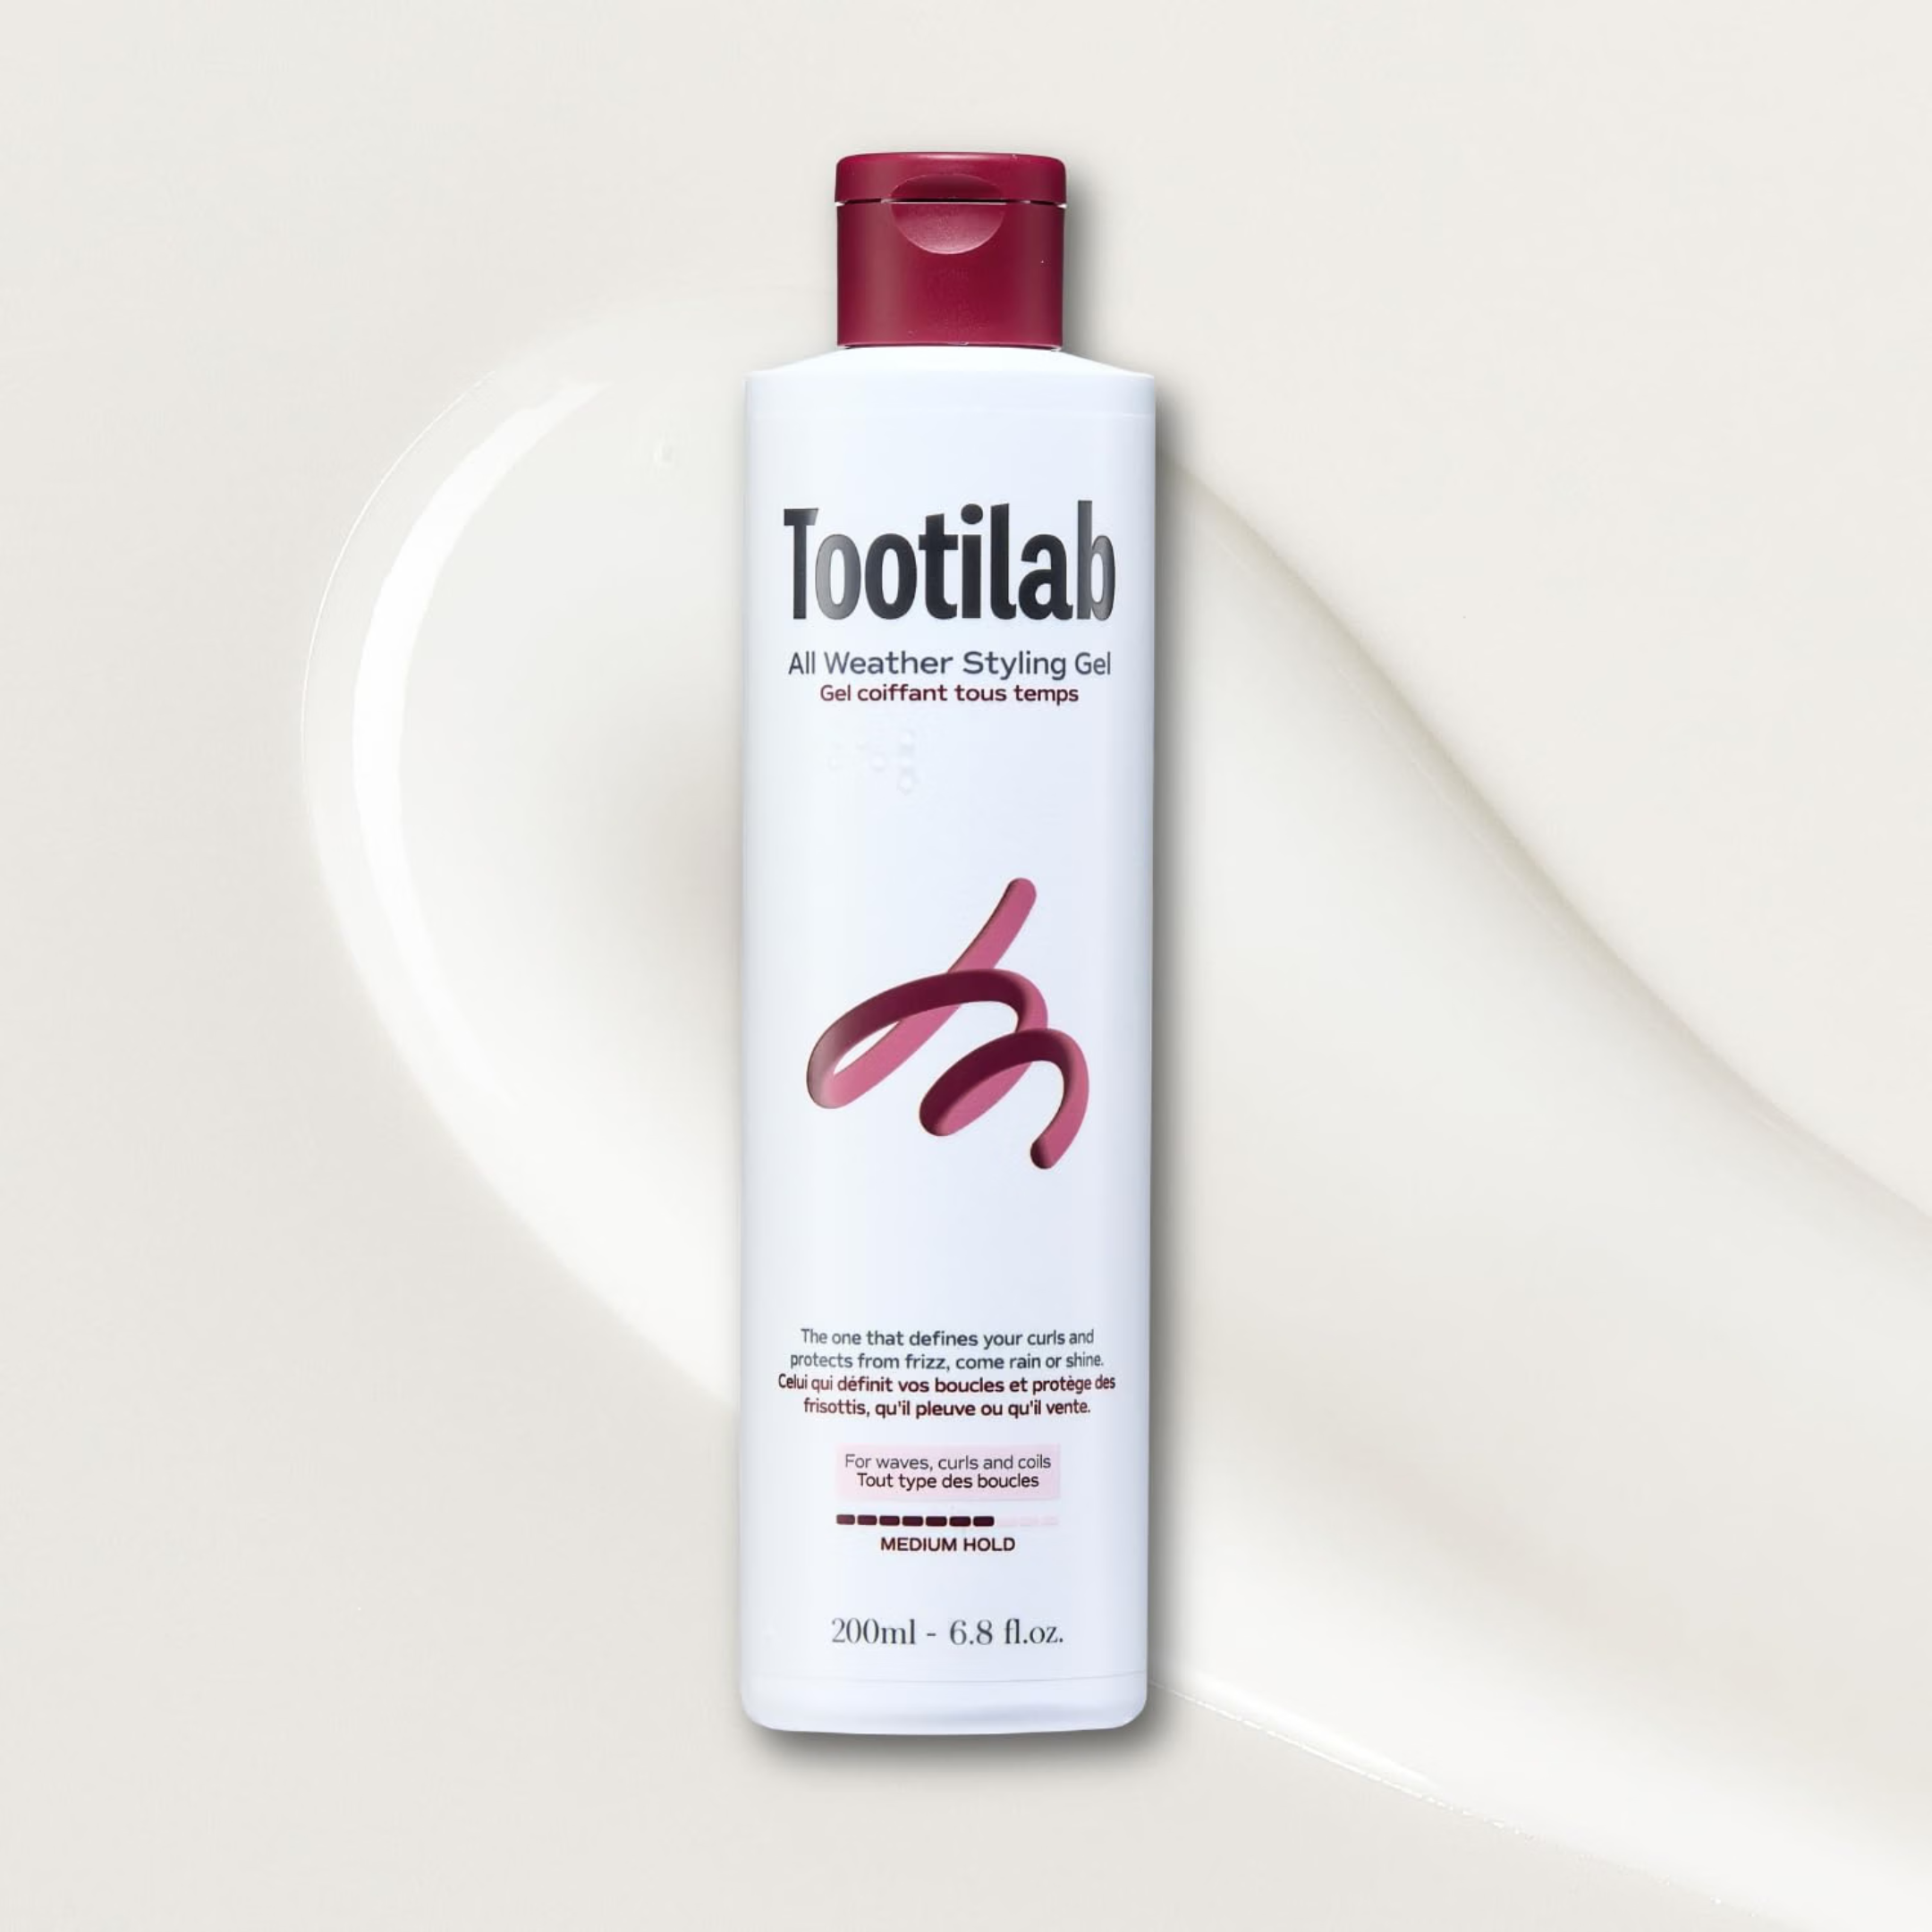 Tootilab
All Weather Styling Gel
Gel coiffant tous temps
The one that defines your curls and
protects from frizz, come rain or shine.
Celui qui définit vos boucles et protège des
frisottis, qu'il pleuve ou qu'il vente.
For waves, curls and coils
Tout type des boucles
MEDIUM HOLD
200ml - 6.8 fl.oz.